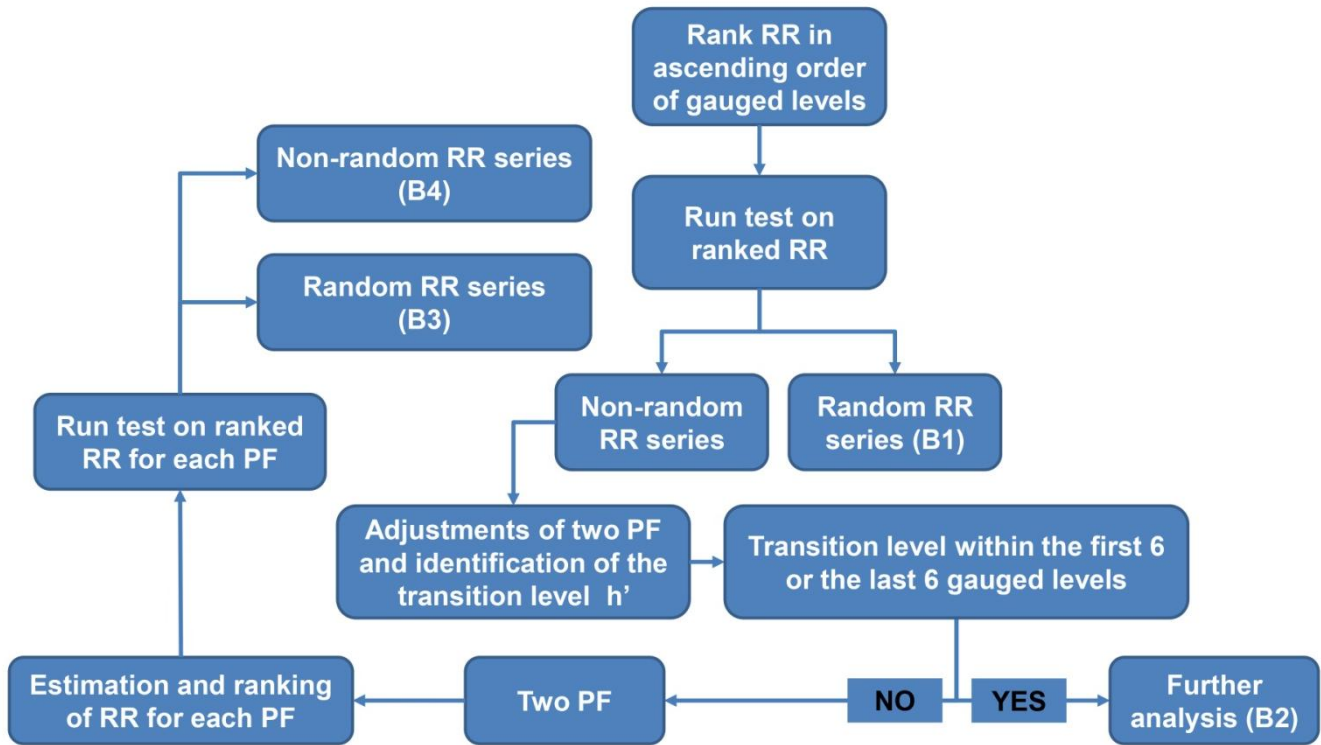 Rank RR in
ascending order
of gauged levels
Run test on
ranked RR
Non-random RR series
(B4)
Random RR series
(B3)
Non-random
RR series
Random RR
series (B1)
Run test on ranked
RR for each PF
Adjustments of two PF
and identification of the
transition level h’
Transition level within the first 6
or the last 6 gauged levels
Estimation and ranking
of RR for each PF
Two PF
NO
YES
Further
analysis (B2)